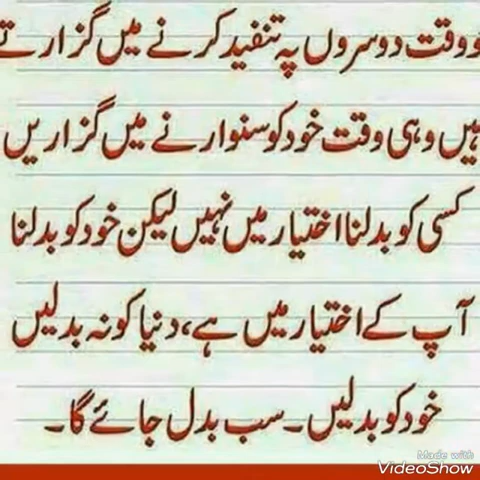 وقت دوسروں پہ تنفید کرنے میں گزارتے
ہیں وہی وقت خود کو سنوارنے میں گزاریں
کسی کو بدلنا اختیار میں نہیں لیکن خود کو بدلنا
آپ کے اختیار میں ہے، دنیا کو نہ بدلیں
خود کو بدلیں۔ سب بدل جائے گا۔
Made with
VideoShow